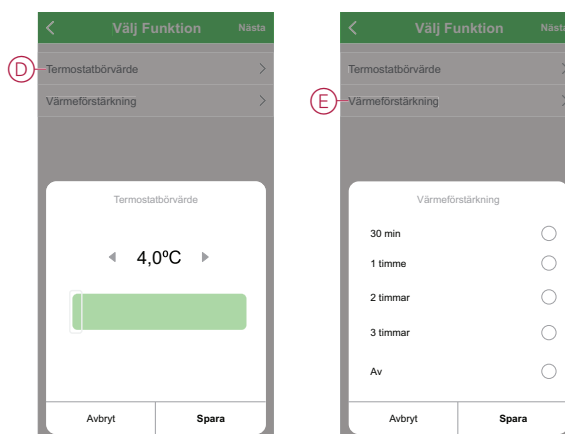 Välj Funktion Nästa
D Termostatbörvärde
Värmeförstärkning
Termostatbörvärde
4,0ºC
Avbryt Spara
Välj Funktion Nästa
Termostatbörvärde
E Värmeförstärkning
Värmeförstärkning
30 min
1 timme
2 timmar
3 timmar
Av
Avbryt Spara